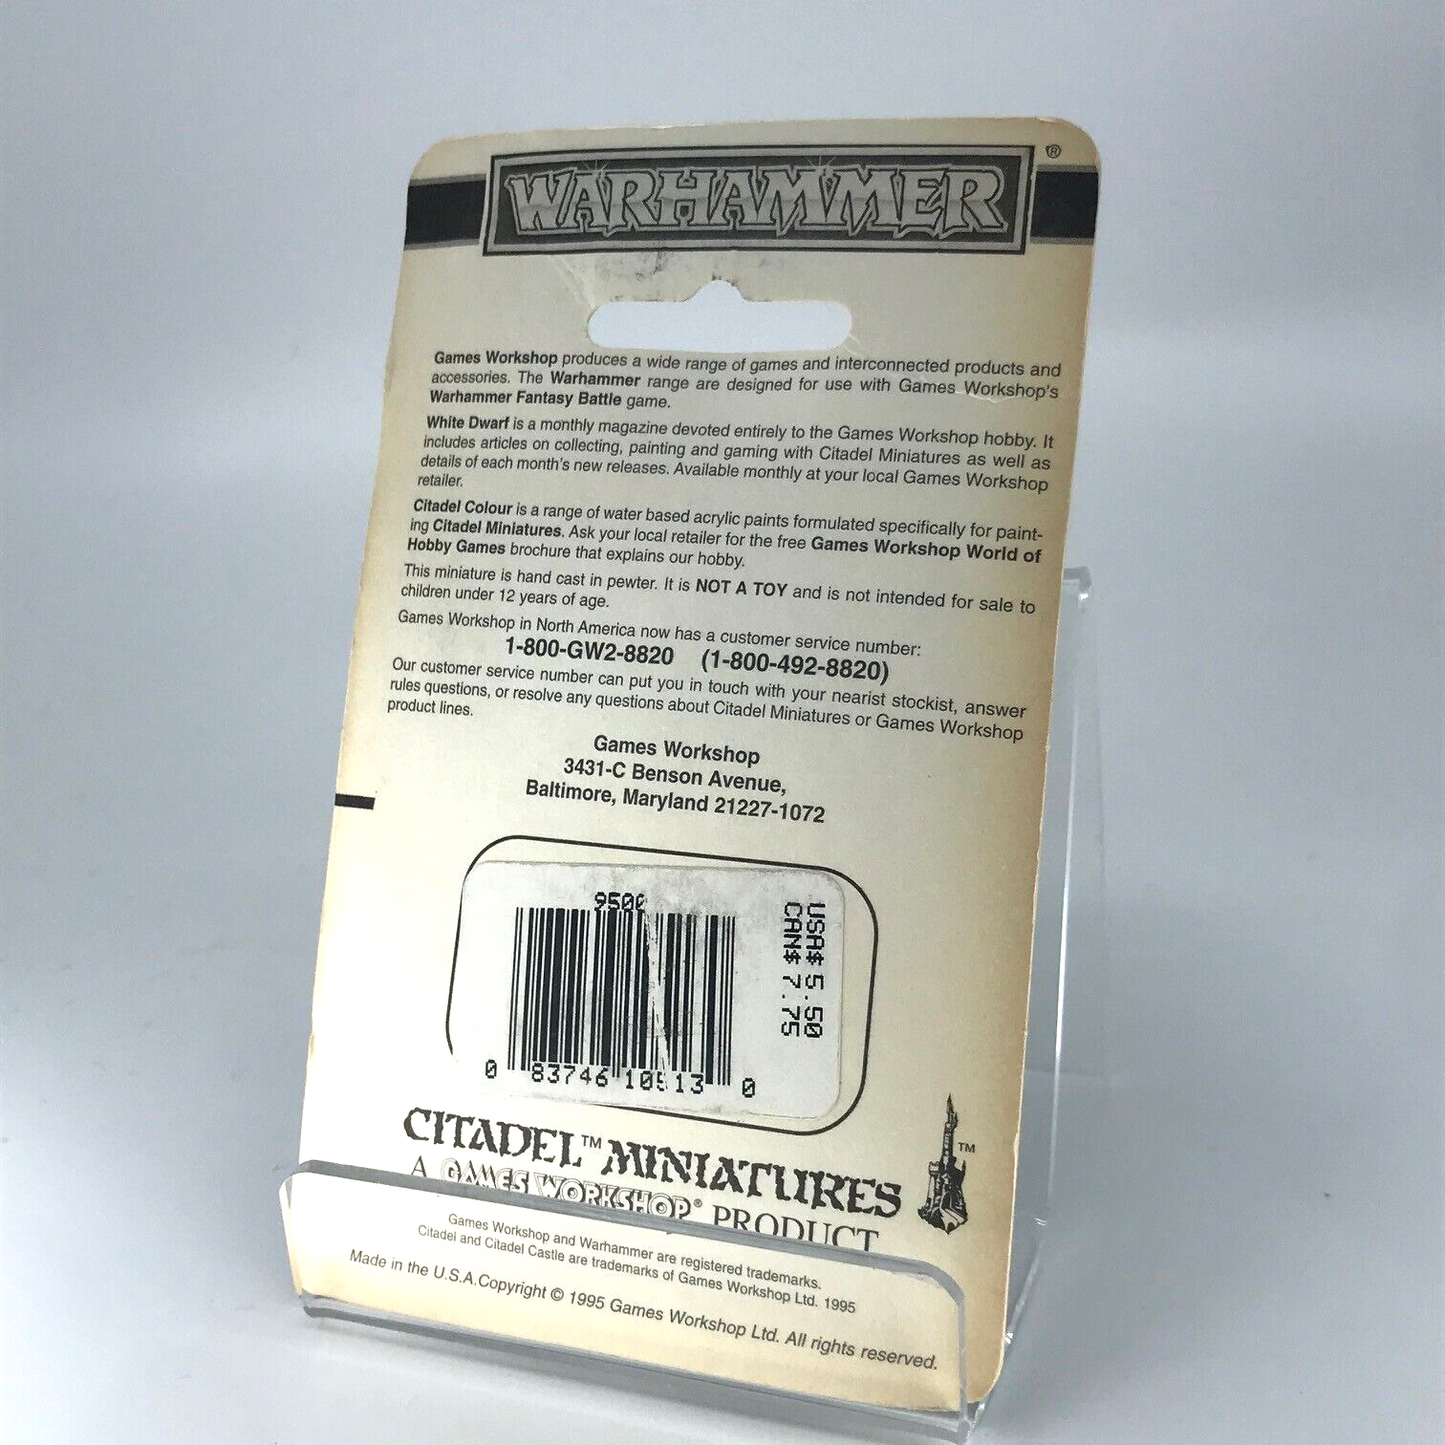 WARHAMMER ®
Games Workshop produces a wide range of games and interconnected products and
accessories. The Warhammer range are designed for use with Games Workshop's
Warhammer Fantasy Battle game.
White Dwarf is a monthly magazine devoted entirely to the Games Workshop hobby. It
includes articles on collecting, painting and gaming with Citadel Miniatures as well as
details of each month's new releases. Available monthly at your local Games Workshop
retailer.
Citadel Colour is a range of water based acrylic paints formulated specifically for paint-
ing Citadel Miniatures. Ask your local retailer for the free Games Workshop World of
Hobby Games brochure that explains our hobby.
This miniature is hand cast in pewter. It is NOT A TOY and is not intended for sale to
children under 12 years of age.
Games Workshop in North America now has a customer service number:
1-800-GW2-8820 (1-800-492-8820)
Our customer service number can put you in touch with your nearist stockist, answer
rules questions, or resolve any questions about Citadel Miniatures or Games Workshop
product lines.
Games Workshop
3431-C Benson Avenue,
Baltimore, Maryland 21227-1072
USA$ 5.50
CAN$ 7.75
0 83746 10513 0
CITADEL™ MINIATURES
A GAMES WORKSHOP® PRODUCT
™
Games Workshop and Warhammer are registered trademarks.
Citadel and Citadel Castle are trademarks of Games Workshop Ltd. 1995
Made in the U.S.A.Copyright © 1995 Games Workshop Ltd. All rights reserved.